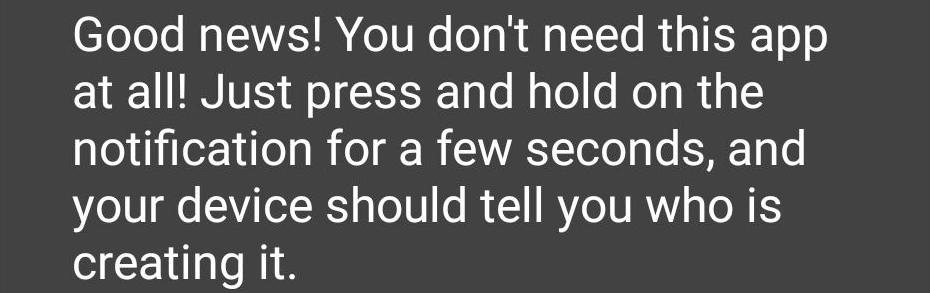 Good news! You don't need this app
at all! Just press and hold on the
notification for a few seconds, and
your device should tell you who is
creating it.